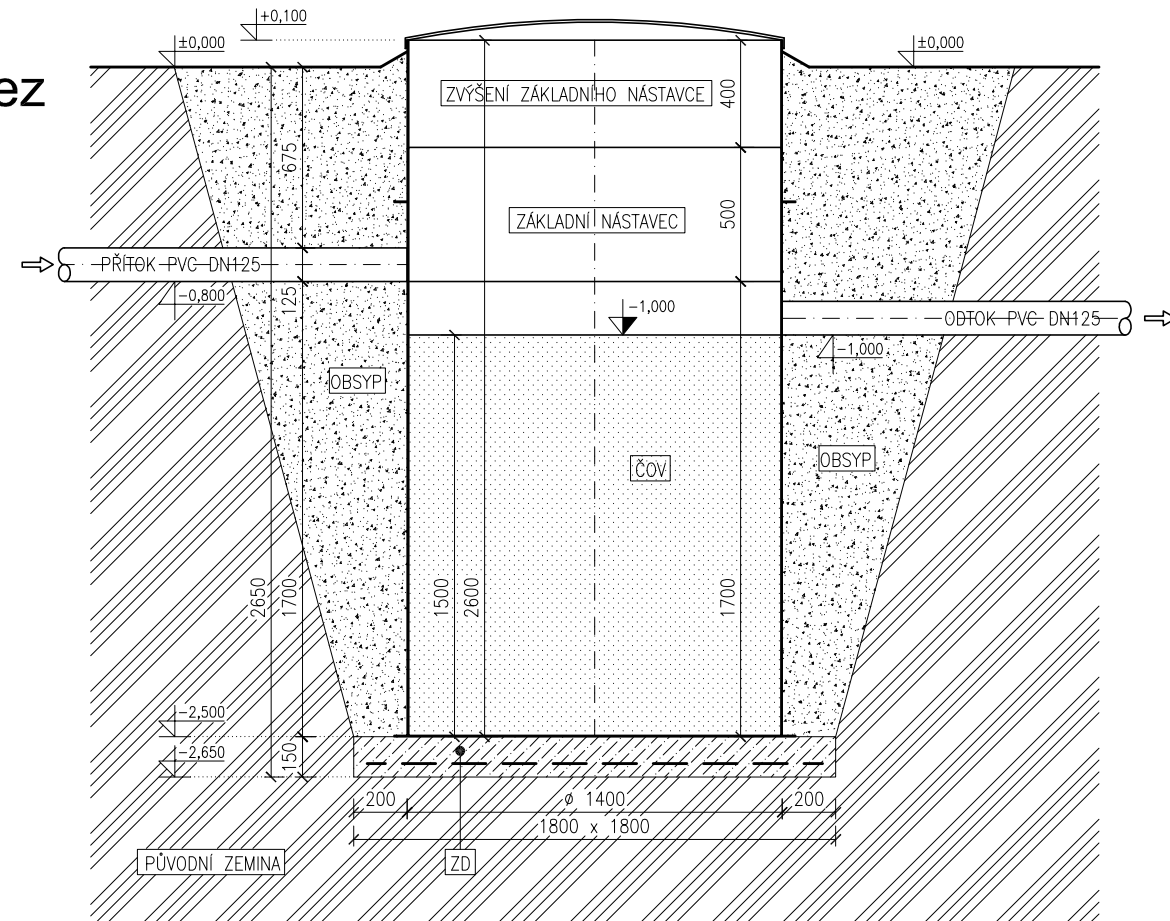 +0,100
±0,000
±0,000
ez
ZVÝŠENÍ ZÁKLADNÍHO NÁSTAVCE
400
675
ZÁKLADNÍ NÁSTAVEC
500
PŘÍTOK PVC DN125
-0,800
125
-1,000
ODTOK PVC DN125
-1,000
OBSYP
ČOV
OBSYP
2650
1700
1500
2600
1700
-2,500
-2,650
150
200
ø 1400
200
1800 x 1800
PŮVODNÍ ZEMINA
ZD